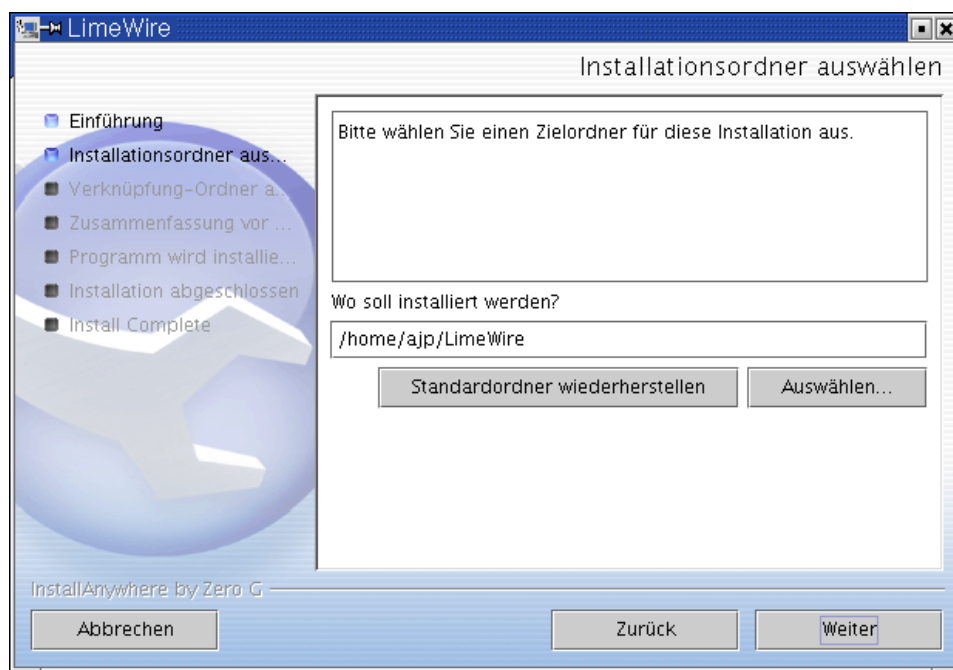 LimeWire
Installationsordner auswählen
Einführung
Installationsordner aus...
Verknüpfung-Ordner a...
Zusammenfassung vor ...
Programm wird installie...
Installation abgeschlossen
Install Complete
Bitte wählen Sie einen Zielordner für diese Installation aus.
Wo soll installiert werden?
/home/ajp/LimeWire
Standardordner wiederherstellen
Auswählen...
InstallAnywhere by Zero G
Abbrechen
Zurück
Weiter